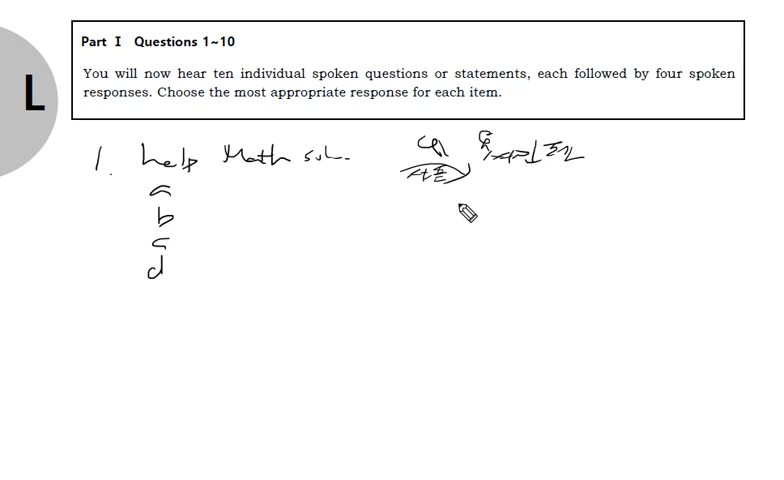 Part I Questions 1~10
You will now hear ten individual spoken questions or statements, each followed by four spoken
responses. Choose the most appropriate response for each item.
L
1. help Math
a
b
c
d